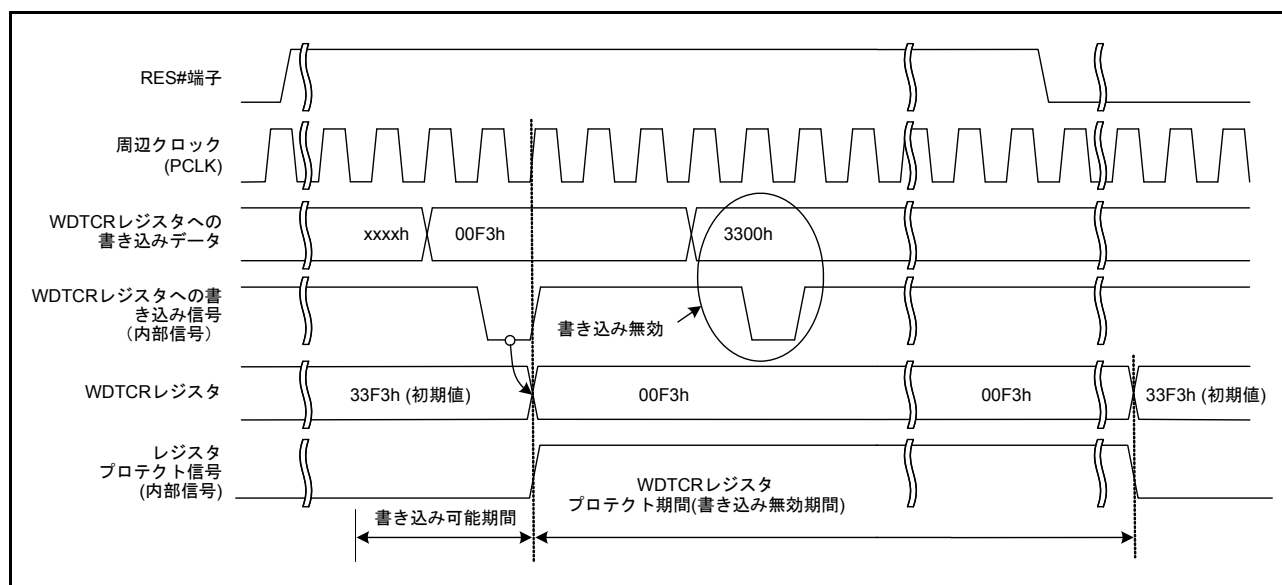 RES#端子
周辺クロック
(PCLK)
WDTCRレジスタへの
書き込みデータ
xxxxh
00F3h
3300h
WDTCRレジスタへの書
き込み信号
（内部信号）
書き込み無効
WDTCRレジスタ
33F3h (初期値)
00F3h
00F3h
33F3h (初期値)
レジスタ
プロテクト信号
(内部信号)
WDTCRレジスタ
プロテクト期間(書き込み無効期間)
書き込み可能期間